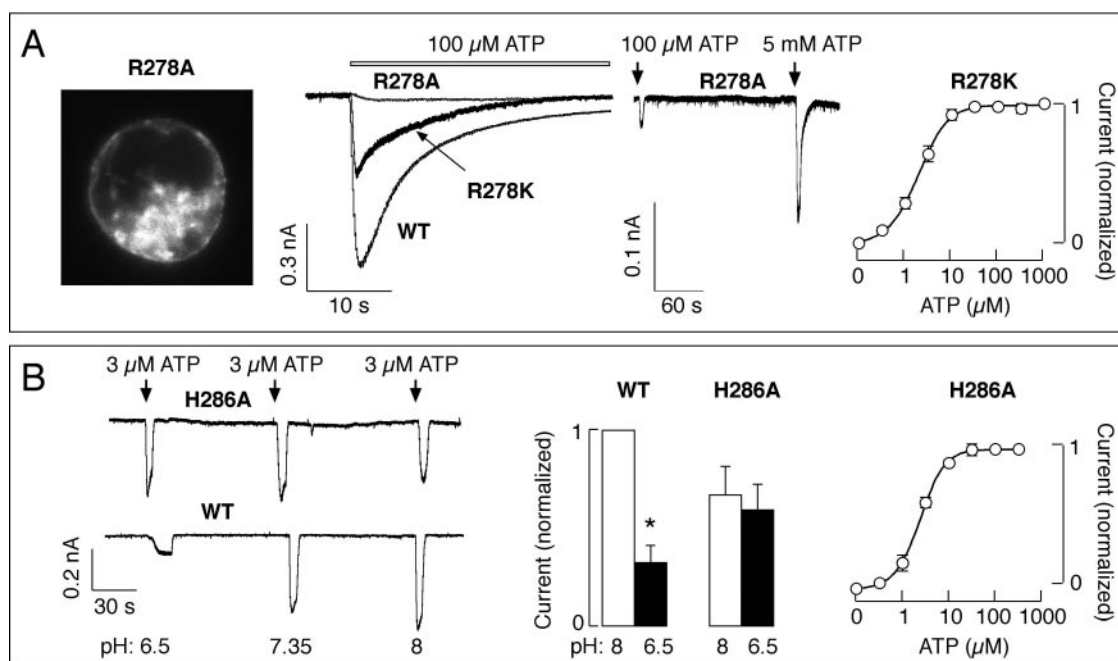 A
R278A
100 µM ATP
R278A
R278K
WT
0.3 nA
10 s
100 µM ATP
5 mM ATP
R278A
0.1 nA
60 s
R278K
1
0
Current (normalized)
0 1 10 100 1000
ATP (µM)
B
3 µM ATP 3 µM ATP 3 µM ATP
H286A
WT
0.2 nA
30 s
pH: 6.5 7.35 8
WT H286A
1
0
Current (normalized)
*
pH: 8 6.5 8 6.5
H286A
1
0
Current (normalized)
0 1 10 100 1000
ATP (µM)